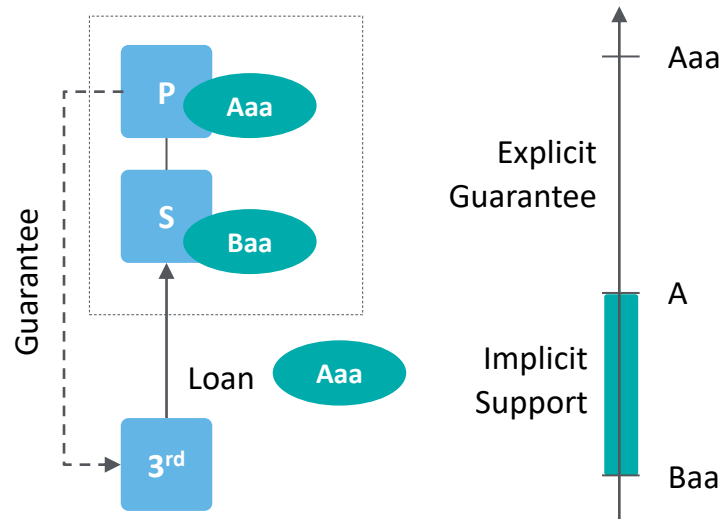 P
Aaa
S
Baa
Guarantee
Loan
Aaa
3rd
Aaa
Explicit
Guarantee
A
Implicit
Support
Baa